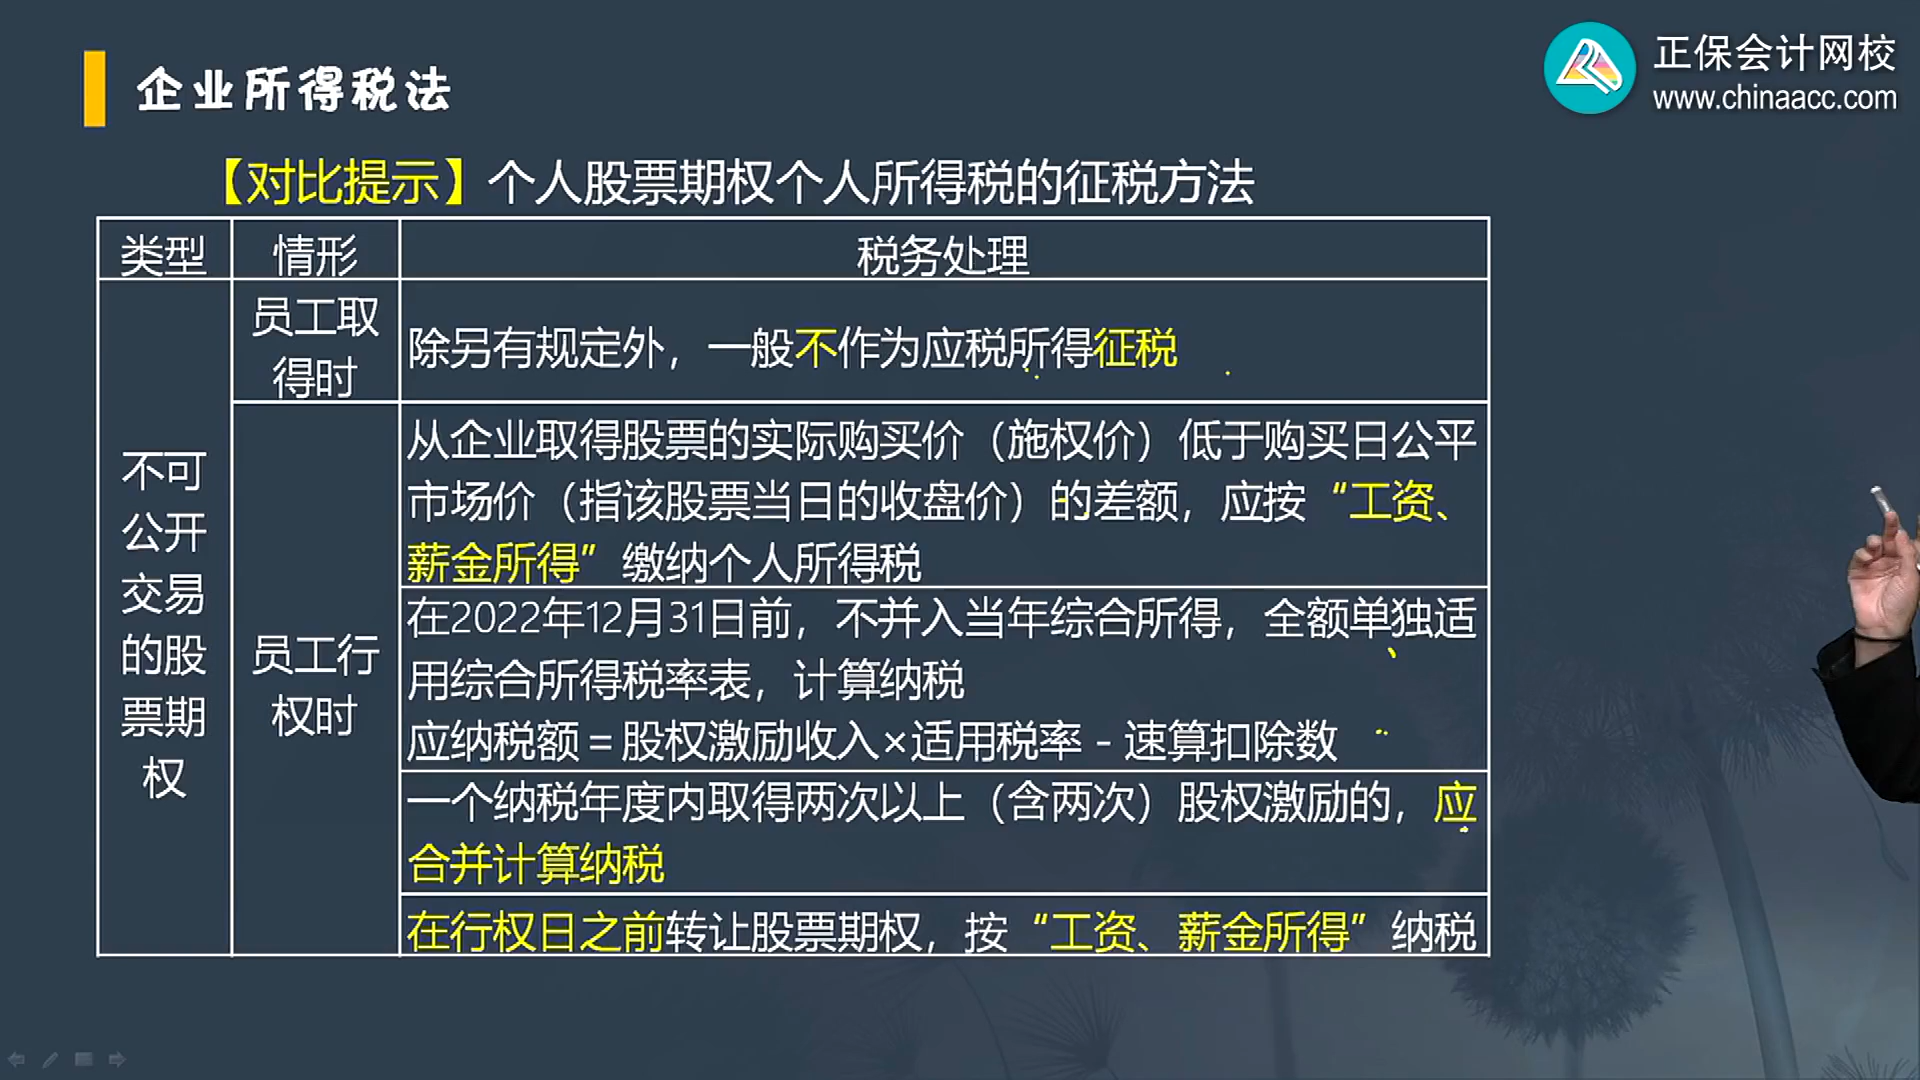 企业所得税法
正保会计网校
www.chinaacc.com
【对比提示】个人股票期权个人所得税的征税方法
类型
情形
税务处理
不可
公开
交易
的股
票期
权
员工取
得时
除另有规定外，一般不作为应税所得征税
员工行
权时
从企业取得股票的实际购买价（施权价）低于购买日公平
市场价（指该股票当日的收盘价）的差额，应按“工资、
薪金所得”缴纳个人所得税
在2022年12月31日前，不并入当年综合所得，全额单独适
用综合所得税率表，计算纳税
应纳税额＝股权激励收入×适用税率－速算扣除数
一个纳税年度内取得两次以上（含两次）股权激励的，应
合并计算纳税
在行权日之前转让股票期权，按“工资、薪金所得”纳税